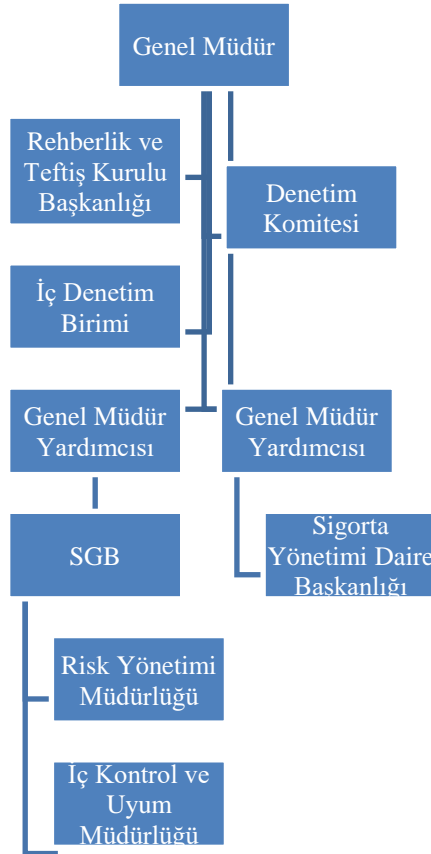 Genel Müdür
Rehberlik ve
Teftiş Kurulu
Başkanlığı
Denetim
Komitesi
İç Denetim
Birimi
Genel Müdür
Yardımcısı
Genel Müdür
Yardımcısı
SGB
Sigorta
Yönetimi Daire
Başkanlığı
Risk Yönetimi
Müdürlüğü
İç Kontrol ve
Uyum
Müdürlüğü